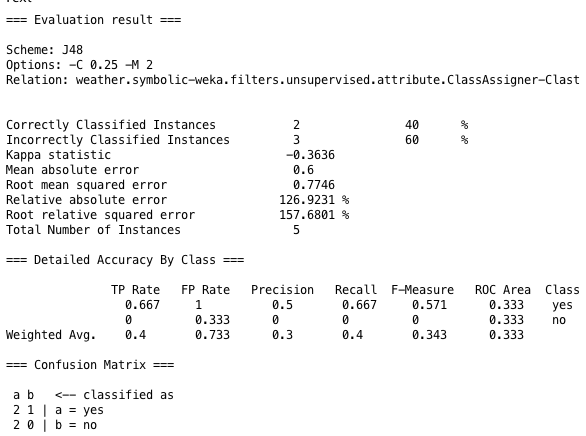 === Evaluation result ===
Scheme: J48
Options: -C 0.25 -M 2
Relation: weather.symbolic-weka.filters.unsupervised.attribute.ClassAssigner-Clast
Correctly Classified Instances 2 40 %
Incorrectly Classified Instances 3 60 %
Kappa statistic -0.3636
Mean absolute error 0.6
Root mean squared error 0.7746
Relative absolute error 126.9231 %
Root relative squared error 157.6801 %
Total Number of Instances 5
=== Detailed Accuracy By Class ===
TP Rate FP Rate Precision Recall F-Measure ROC Area Class
0.667 1 0.5 0.667 0.571 0.333 yes
0 0.333 0 0 0 0.333 no
Weighted Avg. 0.4 0.733 0.3 0.4 0.343 0.333
=== Confusion Matrix ===
a b <-- classified as
2 1 | a = yes
2 0 | b = no